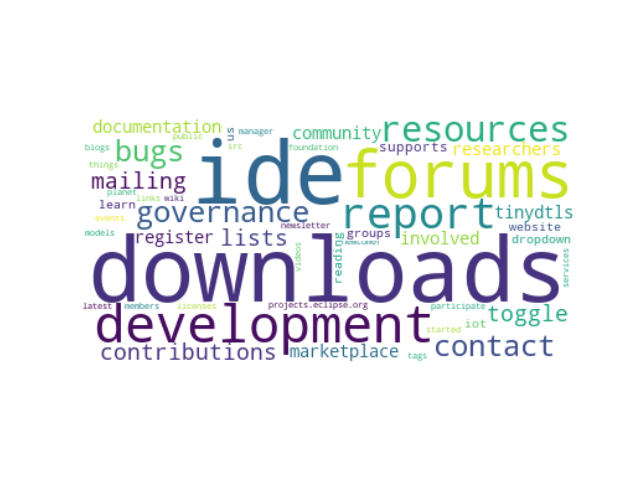 documentation
public
us
manager
community
resources
blogs
bugs
irc
ide
foundation
supports
researchers
things
planet
mailing
forums
links
wiki
learn
governance
report
tinydtls
events
newsletter
website
models
register
lists
videos
reading
groups
involved
dropdown
services
downloads
latest
members
licenses
projects.eclipse.org
participate
development
iot
toggle
started
contributions
marketplace
tags
contact